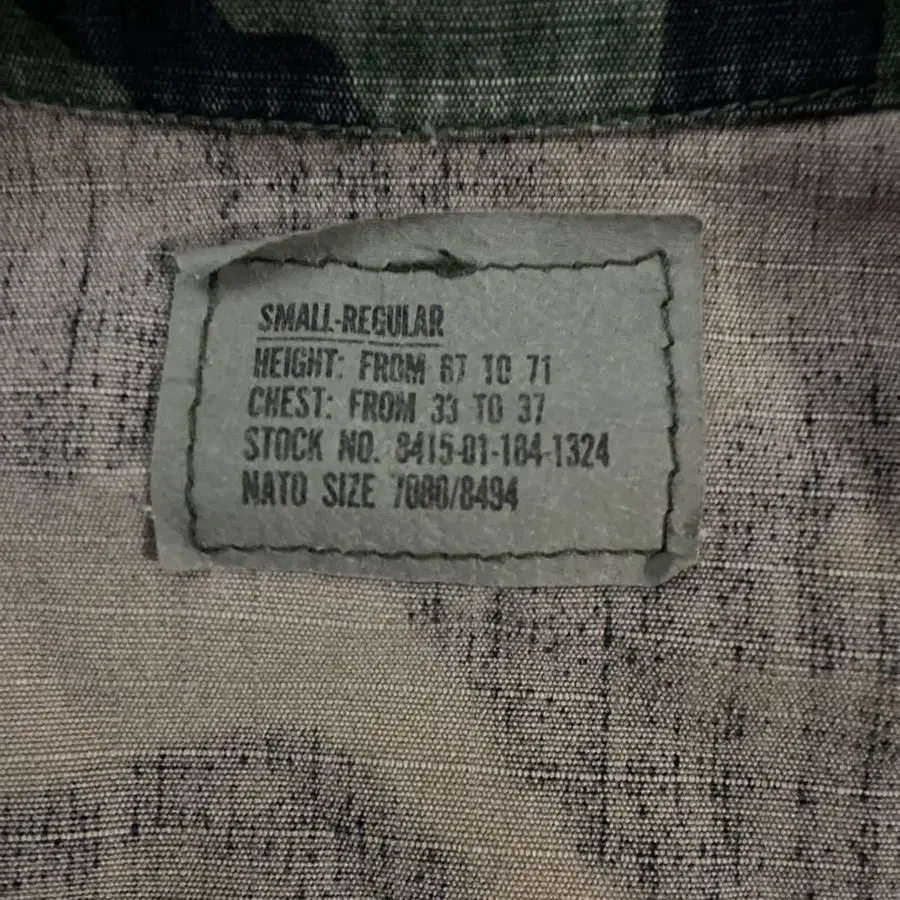 SMALL-REGULAR
HEIGHT: FROM 67 TO 71
CHEST: FROM 33 TO 37
STOCK NO. 8415-01-184-1324
NATO SIZE 7080/8494